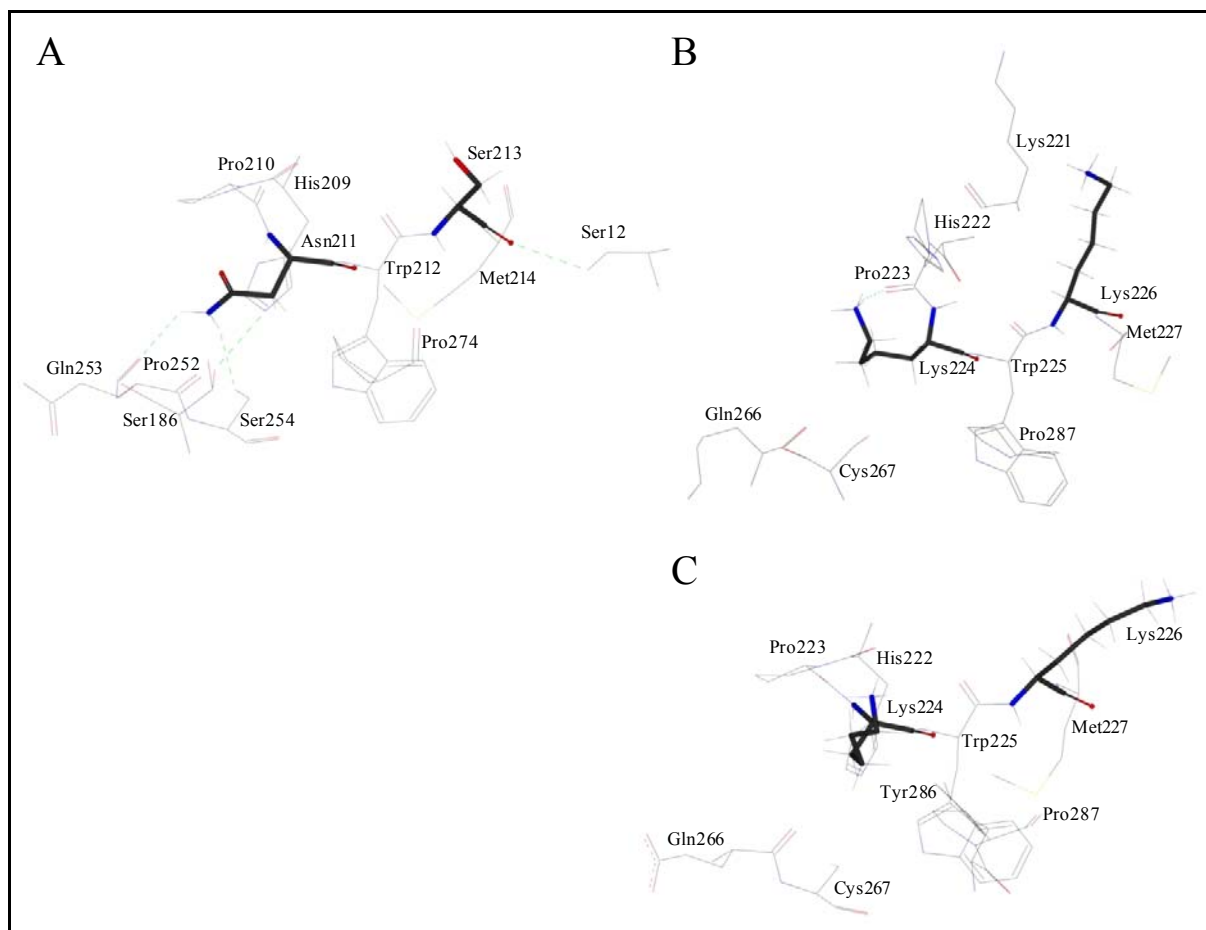 A
Pro210
His209
Ser213
Asn211
Trp212
Met214
Ser12
Pro274
Gln253
Pro252
Ser186
Ser254
B
Lys221
His222
Pro223
Lys226
Met227
Lys224
Trp225
Gln266
Pro287
Cys267
C
Lys226
Pro223
His222
Lys224
Trp225
Met227
Tyr286
Pro287
Gln266
Cys267